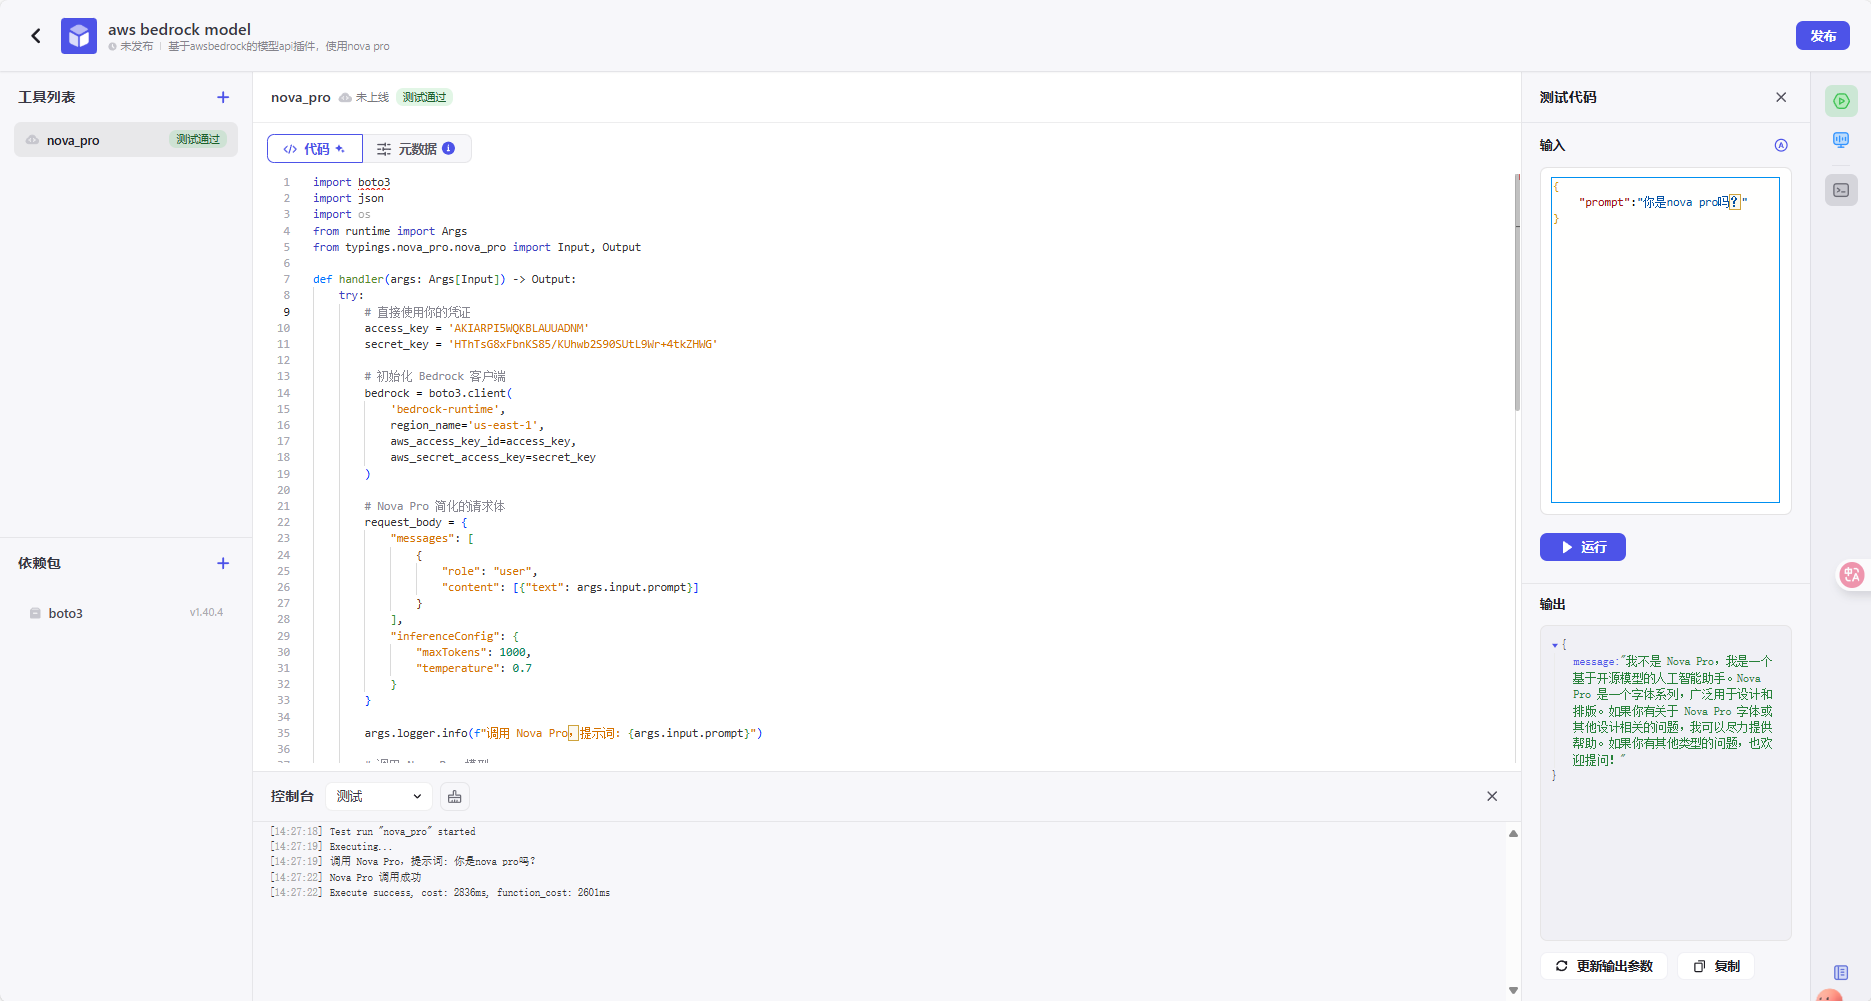 aws bedrock model
未发布 | 基于awsbedrock的模型api插件，使用nova pro
发布
工具列表
nova_pro 测试通过
依赖包
boto3 v1.40.4
nova_pro 未上线 测试通过
代码
元数据
1 import boto3
2 import json
3 import os
4 from runtime import Args
5 from typings.nova_pro.nova_pro import Input, Output
6
7 def handler(args: Args[Input]) -> Output:
8 try:
9 # 直接使用你的凭证
10 access_key =
11 secret_key =
12
13 # 初始化 Bedrock 客户端
14 bedrock = boto3.client(
15 'bedrock-runtime',
16 region_name='us-east-1',
17 aws_access_key_id=access_key,
18 aws_secret_access_key=secret_key
19 )
20
21 # Nova Pro 简化的请求体
22 request_body = {
23 "messages": [
24 {
25 "role": "user",
26 "content": [{"text": args.input.prompt}]
27 }
28 ],
29 "inferenceConfig": {
30 "maxTokens": 1000,
31 "temperature": 0.7
32 }
33 }
34
35 args.logger.info(f"调用 Nova Pro，提示词: {args.input.prompt}")
36
控制台 测试
[14:27:18] Test run "nova_pro" started
[14:27:19] Executing...
[14:27:19] 调用 Nova Pro，提示词: 你是nova pro吗?
[14:27:22] Nova Pro 调用成功
[14:27:22] Execute success, cost: 2836ms, function_cost: 2601ms
测试代码
输入
{
"prompt":"你是nova pro吗？"
}
运行
输出
{
message:"我不是 Nova Pro，我是一个
基于开源模型的人工智能助手。Nova
Pro 是一个字体系列，广泛用于设计和
排版。如果你有关于 Nova Pro 字体或
其他设计相关的问题，我可以尽力提供
帮助。如果你有其他类型的问题，也欢
迎提问！"
}
更新输出参数
复制